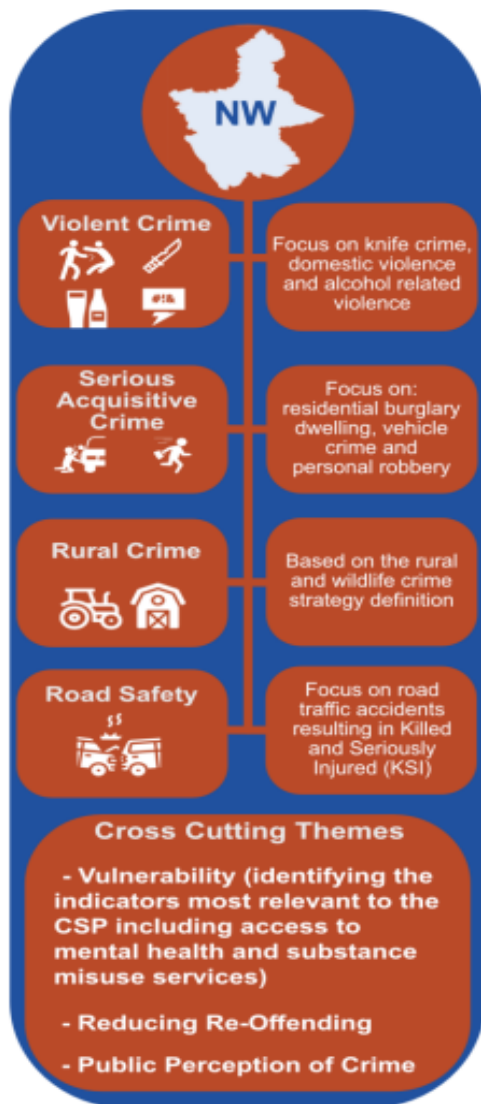 NW
Violent Crime
#!&
Focus on knife crime,
domestic violence
and alcohol related
violence
Serious
Acquisitive
Crime
Focus on:
residential burglary
dwelling, vehicle
crime and
personal robbery
Rural Crime
Based on the rural
and wildlife crime
strategy definition
Road Safety
Focus on road
traffic accidents
resulting in Killed
and Seriously
Injured (KSI)
Cross Cutting Themes
- Vulnerability (identifying the
indicators most relevant to the
CSP including access to
mental health and substance
misuse services)
- Reducing Re-Offending
- Public Perception of Crime